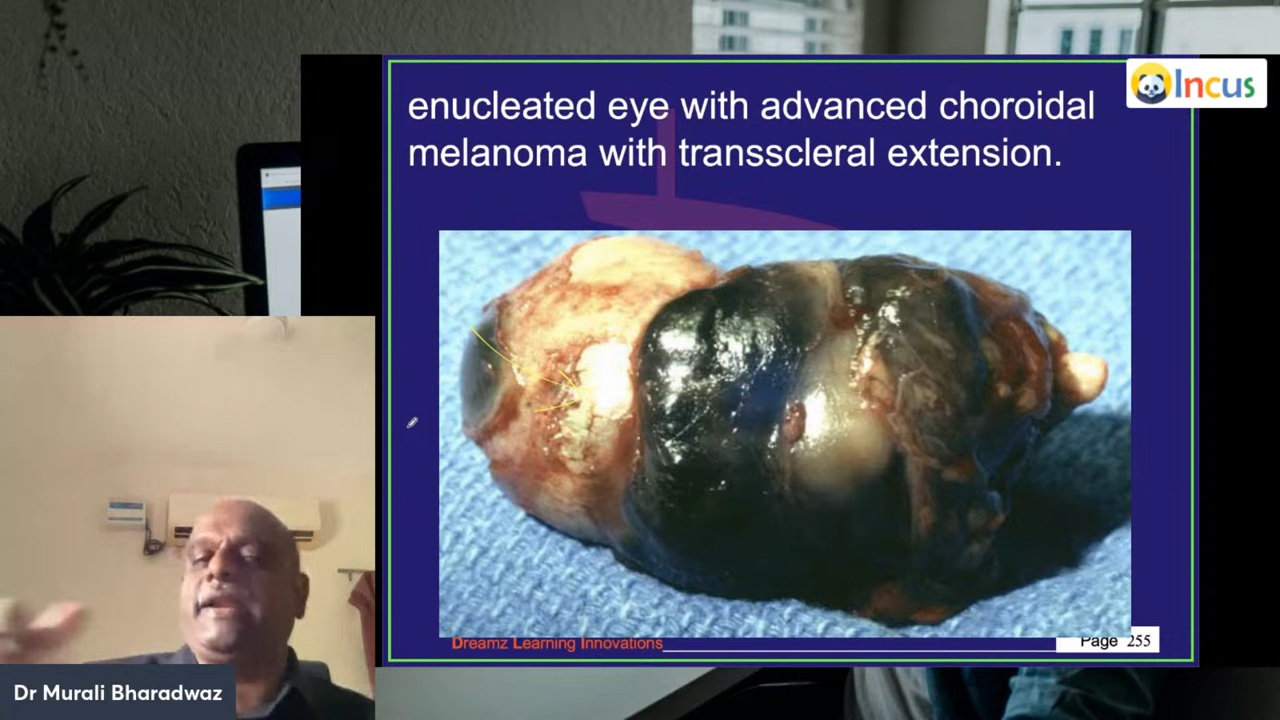 Incus
enucleated eye with advanced choroidal
melanoma with transscleral extension.
Dreamz Learning Innovations
Page 255
Dr Murali Bharadwaz